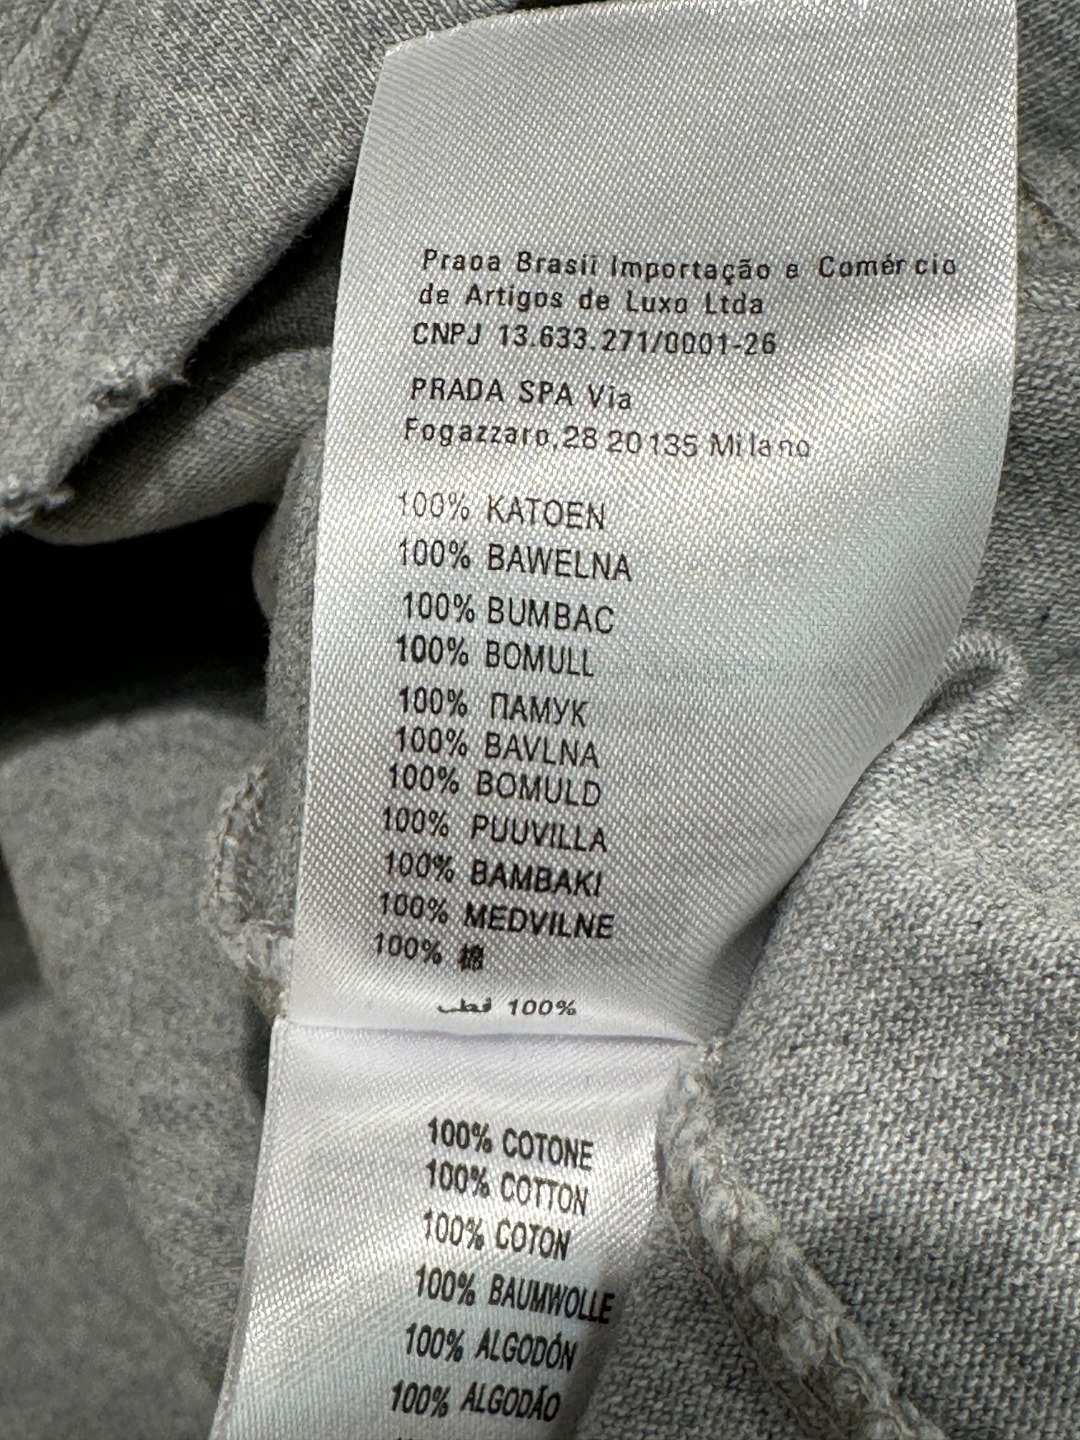 Praoa Brasii Importação e Comércio
de Artigos de Luxo Ltda
CNPJ 13.633.271/0001-26
PRADA SPA Via
Fogazzaro,28 20135 Milano
100% KATOEN
100% BAWELNA
100% BUMBAC
100% BOMULL
100% ПАМУК
100% BAVLNA
100% BOMULD
100% PUUVILLA
100% BAMBAKI
100% MEDVILNE
100% 棉
قطن 100%
100% COTONE
100% COTTON
100% COTON
100% BAUMWOLLE
100% ALGODÓN
100% ALGODÃO